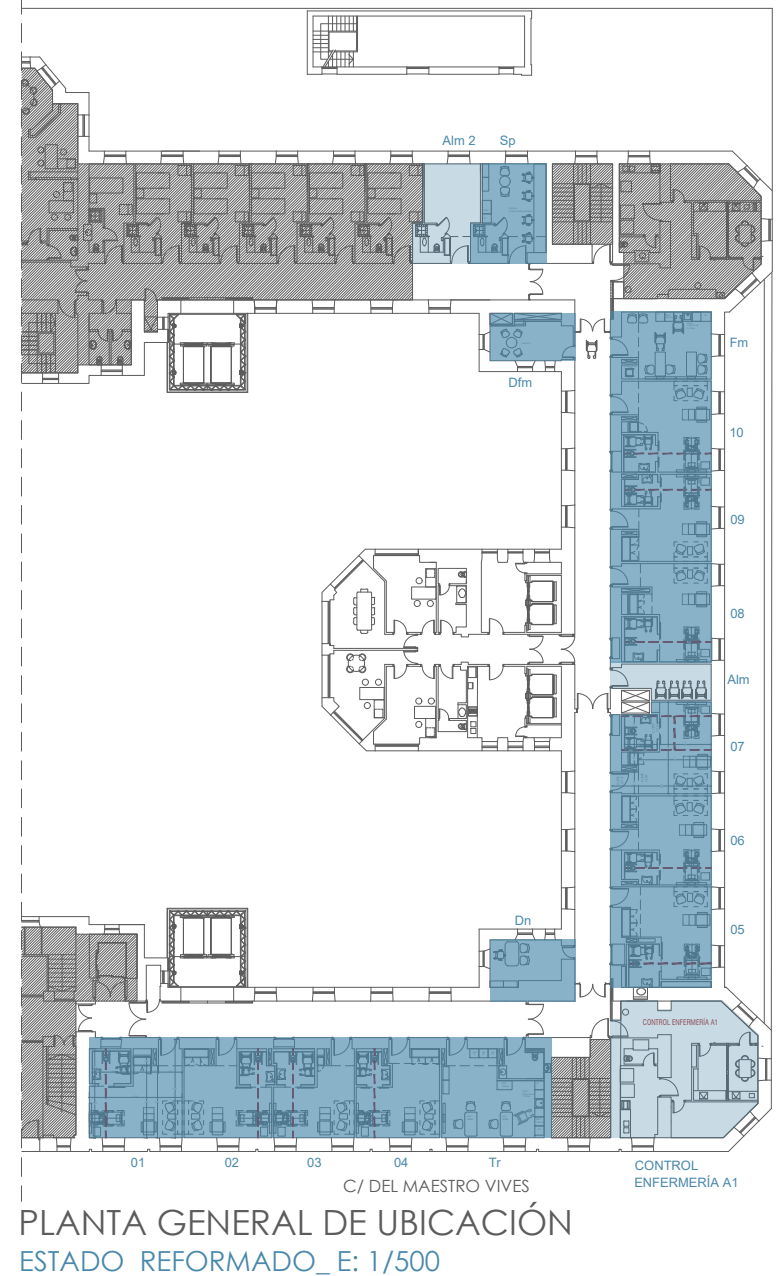 Alm 2
Sp
Dfm
Fm
10
09
08
Alm
07
06
05
Dn
CONTROL ENFERMERÍA A1
01
02
03
04
Tr
CONTROL
ENFERMERÍA A1
C/ DEL MAESTRO VIVES
PLANTA GENERAL DE UBICACIÓN
ESTADO REFORMADO_ E: 1/500